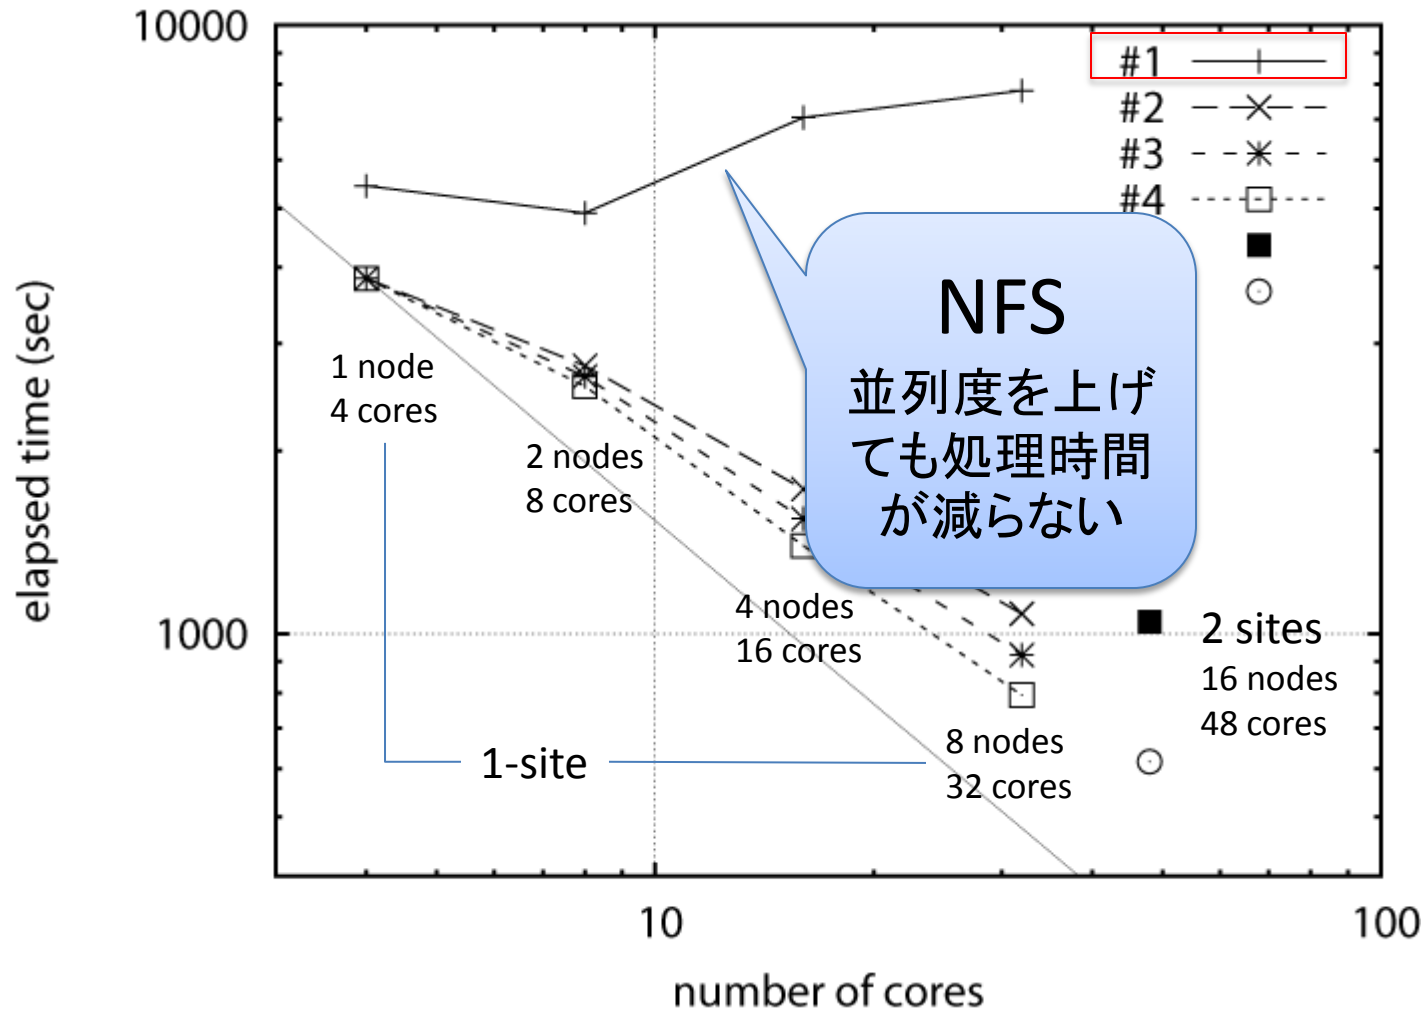 10000
#1
#2
#3
#4
NFS
並列度を上げ
ても処理時間
が減らない
elapsed time (sec)
1 node
4 cores
2 nodes
8 cores
4 nodes
16 cores
1000
2 sites
16 nodes
48 cores
8 nodes
32 cores
1-site
10
100
number of cores